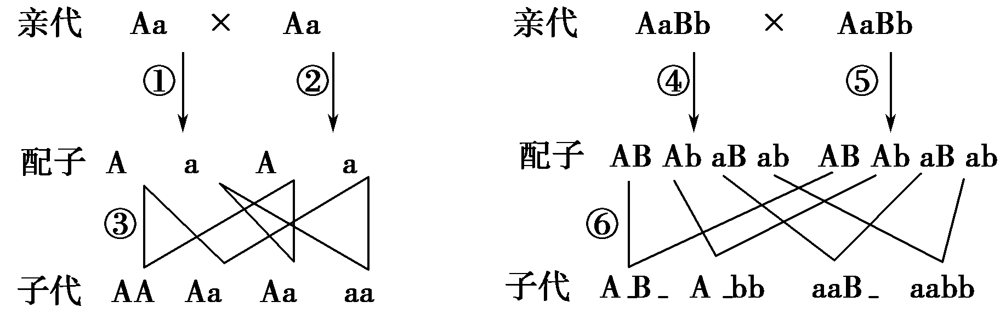 亲代 Aa × Aa
① ②
配子 A a A a
③
子代 AA Aa Aa aa
亲代 AaBb × AaBb
④ ⑤
配子 AB Ab aB ab AB Ab aB ab
⑥
子代 A_B_ A_bb aaB_ aabb